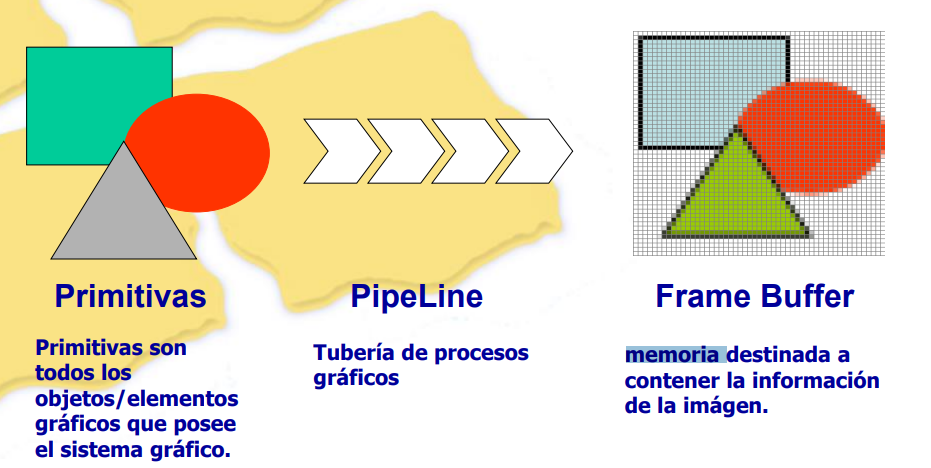 Primitivas
Primitivas son
todos los
objetos/elementos
gráficos que posee
el sistema gráfico.
PipeLine
Tubería de procesos
gráficos
Frame Buffer
memoria destinada a
contener la información
de la imágen.